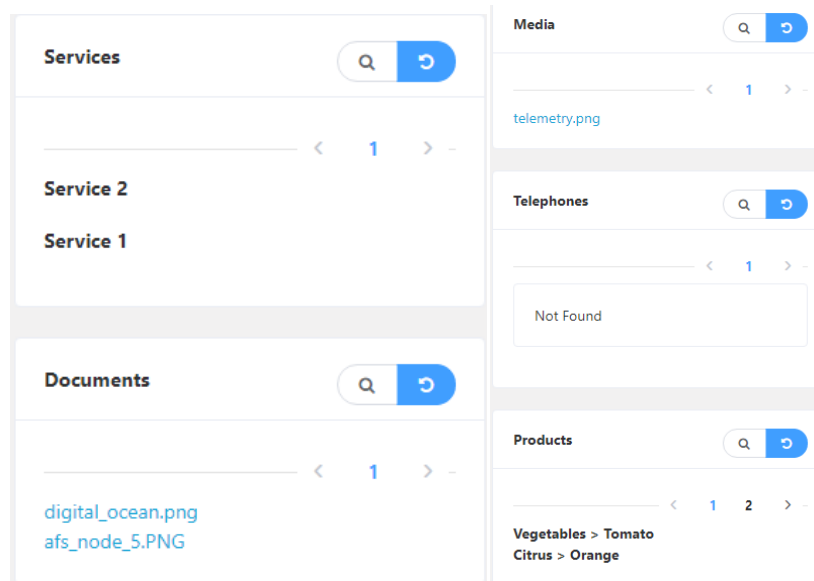 Services
1
Service 2
Service 1
Documents
1
digital_ocean.png
afs_node_5.PNG
Media
1
telemetry.png
Telephones
1
Not Found
Products
1 2
Vegetables > Tomato
Citrus > Orange